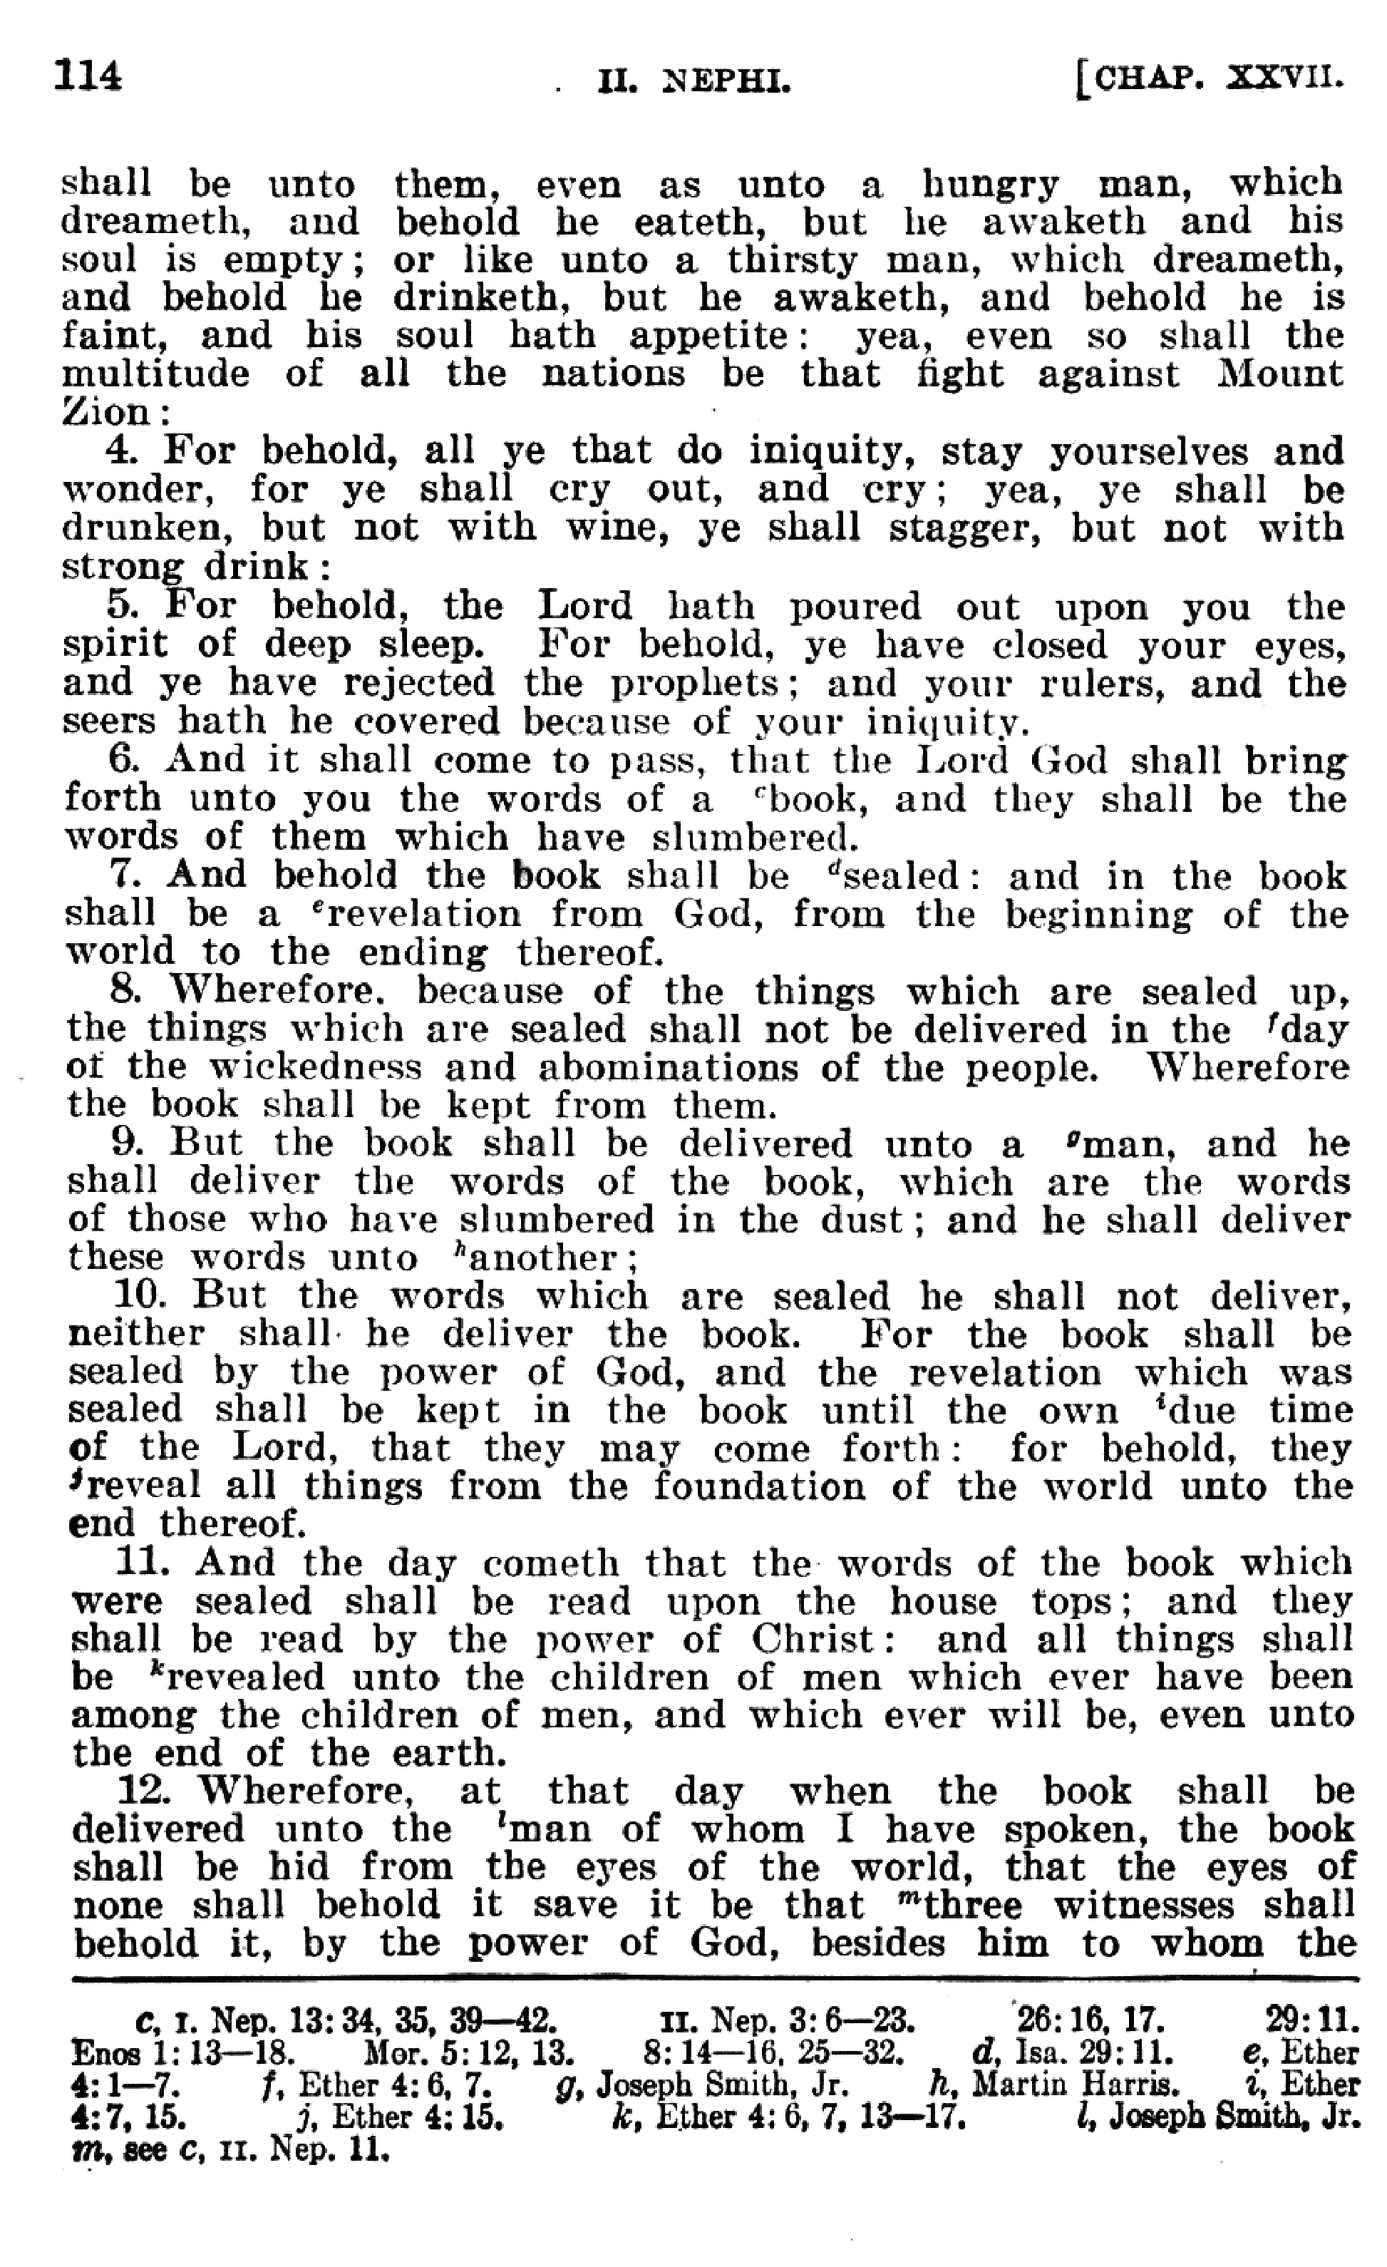 114 II. NEPHI. [CHAP. XXVII.
shall be unto them, even as unto a hungry man, which
dreameth, and behold he eateth, but he awaketh and his
soul is empty; or like unto a thirsty man, which dreameth,
and behold he drinketh, but he awaketh, and behold he is
faint, and his soul hath appetite: yea, even so shall the
multitude of all the nations be that fight against Mount
Zion:
4. For behold, all ye that do iniquity, stay yourselves and
wonder, for ye shall cry out, and cry; yea, ye shall be
drunken, but not with wine, ye shall stagger, but not with
strong drink:
5. For behold, the Lord hath poured out upon you the
spirit of deep sleep. For behold, ye have closed your eyes,
and ye have rejected the prophets; and your rulers, and the
seers hath he covered because of your iniquity.
6. And it shall come to pass, that the Lord God shall bring
forth unto you the words of a cbook, and they shall be the
words of them which have slumbered.
7. And behold the book shall be dsealed: and in the book
shall be a erevelation from God, from the beginning of the
world to the ending thereof.
8. Wherefore. because of the things which are sealed up,
the things which are sealed shall not be delivered in the fday
of the wickedness and abominations of the people. Wherefore
the book shall be kept from them.
9. But the book shall be delivered unto a gman, and he
shall deliver the words of the book, which are the words
of those who have slumbered in the dust; and he shall deliver
these words unto hanother;
10. But the words which are sealed he shall not deliver,
neither shall he deliver the book. For the book shall be
sealed by the power of God, and the revelation which was
sealed shall be kept in the book until the own idue time
of the Lord, that they may come forth: for behold, they
jreveal all things from the foundation of the world unto the
end thereof.
11. And the day cometh that the words of the book which
were sealed shall be read upon the house tops; and they
shall be read by the power of Christ: and all things shall
be krevealed unto the children of men which ever have been
among the children of men, and which ever will be, even unto
the end of the earth.
12. Wherefore, at that day when the book shall be
delivered unto the lman of whom I have spoken, the book
shall be hid from the eyes of the world, that the eyes of
none shall behold it save it be that mthree witnesses shall
behold it, by the power of God, besides him to whom the
c, I. Nep. 13:34, 35, 39—42. II. Nep. 3:6—23. 26:16, 17. 29:11.
Enos 1:13—18. Mor. 5:12, 13. 8:14—16, 25—32. d, Isa. 29:11. e, Ether
4:1—7. f, Ether 4:6, 7. g, Joseph Smith, Jr. h, Martin Harris. i, Ether
4:7, 15. j, Ether 4:15. k, Ether 4:6, 7, 13—17. l, Joseph Smith, Jr.
m, see c, II. Nep. 11.